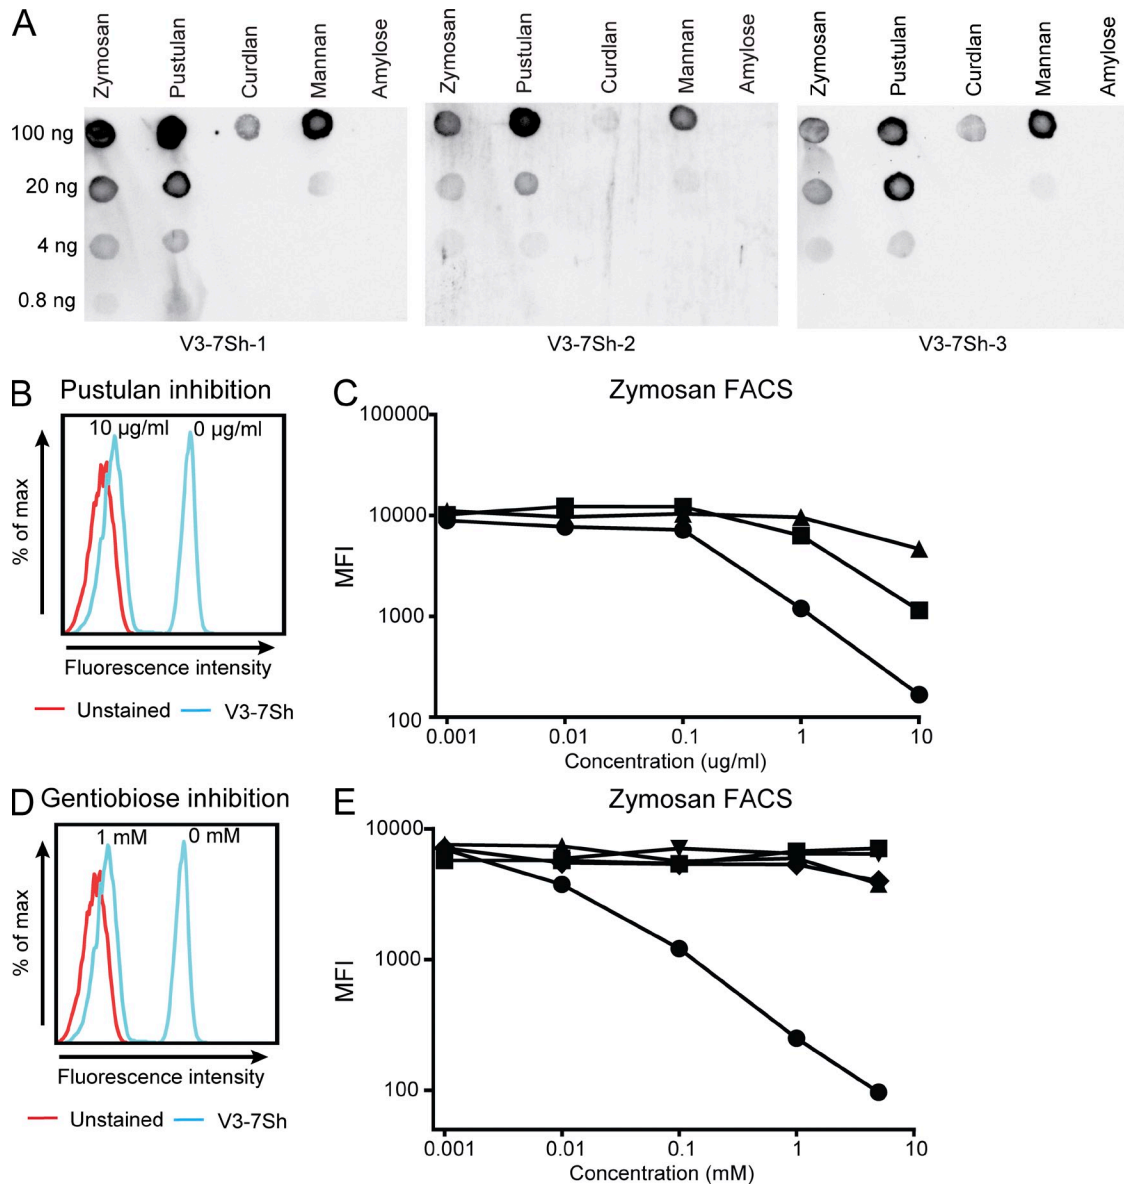 A
Zymosan Pustulan Curdlan Mannan Amylose
Zymosan Pustulan Curdlan Mannan Amylose
Zymosan Pustulan Curdlan Mannan Amylose
100 ng
20 ng
4 ng
0.8 ng
V3-7Sh-1
V3-7Sh-2
V3-7Sh-3
B
Pustulan inhibition
10 µg/ml
0 µg/ml
% of max
Fluorescence intensity
Unstained
V3-7Sh
C
Zymosan FACS
100000
10000
1000
100
MFI
0.001
0.01
0.1
1
10
Concentration (ug/ml)
D
Gentiobiose inhibition
1 mM
0 mM
% of max
Fluorescence intensity
Unstained
V3-7Sh
E
Zymosan FACS
10000
1000
100
MFI
0.001
0.01
0.1
1
10
Concentration (mM)